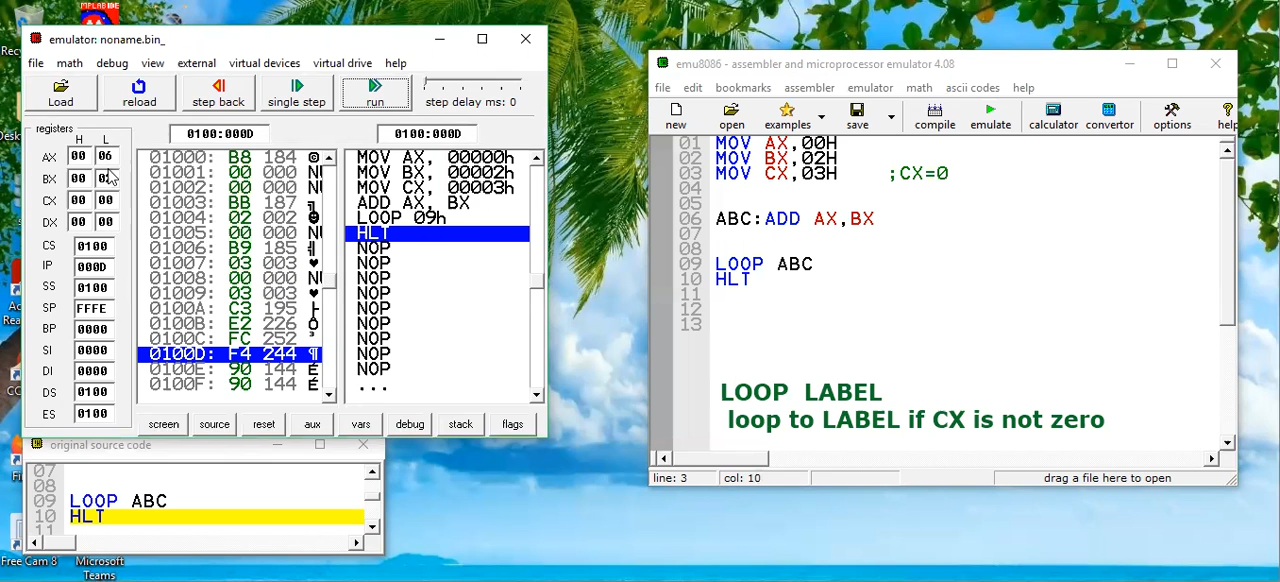 MPLAB IDE
emulator: noname.bin_
file math debug view external virtual devices virtual drive help
Load reload step back single step run step delay ms: 0
registers
H L
0100:000D 0100:000D
AX 00 06
BX 00
CX 00 00
DX 00 00
CS 0100
IP 000D
SS 0100
SP FFFE
BP 0000
SI 0000
DI 0000
DS 0100
ES 0100
01000: B8 184
01001: 00 000 NU
01002: 00 000 NU
01003: BB 187 ╗
01004: 02 002 ☻
01005: 00 000 NU
01006: B9 185 ╣
01007: 03 003 ♥
01008: 00 000 NU
01009: 03 003 ♥
0100A: C3 195 ├
0100B: E2 226
0100C: FC 252
0100D: F4 244 ¶
0100E: 90 144 É
0100F: 90 144 É
MOV AX, 00000h
MOV BX, 00002h
MOV CX, 00003h
ADD AX, BX
LOOP 09h
HLT
NOP
NOP
NOP
NOP
NOP
NOP
NOP
NOP
NOP
...
screen source reset aux vars debug stack flags
original source code
07
08
09 LOOP ABC
10 HLT
11
Free Cam 8
Microsoft
Teams
emu8086 - assembler and microprocessor emulator 4.08
file edit bookmarks assembler emulator math ascii codes help
new open examples save compile emulate calculator convertor options help
01 MOV AX,00H
02 MOV BX,02H
03 MOV CX,03H ;CX=0
04
05
06 ABC:ADD AX,BX
07
08
09 LOOP ABC
10 HLT
11
12
13
LOOP LABEL
loop to LABEL if CX is not zero
line: 3 col: 10 drag a file here to open